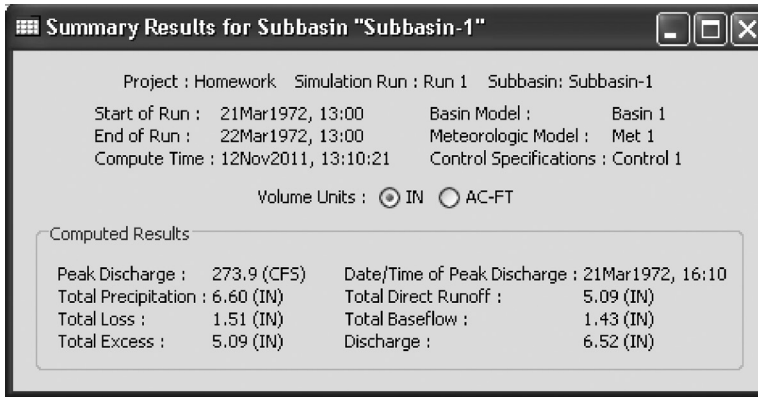 Summary Results for Subbasin "Subbasin-1"
Project : Homework Simulation Run : Run 1 Subbasin: Subbasin-1
Start of Run : 21Mar1972, 13:00 Basin Model : Basin 1
End of Run : 22Mar1972, 13:00 Meteorologic Model : Met 1
Compute Time : 12Nov2011, 13:10:21 Control Specifications : Control 1
Volume Units : IN AC-FT
Computed Results
Peak Discharge : 273.9 (CFS) Date/Time of Peak Discharge : 21Mar1972, 16:10
Total Precipitation : 6.60 (IN) Total Direct Runoff : 5.09 (IN)
Total Loss : 1.51 (IN) Total Baseflow : 1.43 (IN)
Total Excess : 5.09 (IN) Discharge : 6.52 (IN)